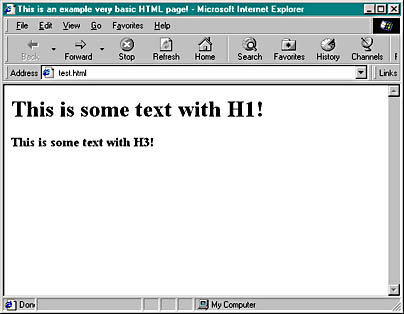 This is an example very basic HTML page! - Microsoft Internet Explorer
File Edit View Go Favorites Help
Back Forward Stop Refresh Home Search Favorites History Channels F
Address test.html Links
This is some text with H1!
This is some text with H3!
Done My Computer